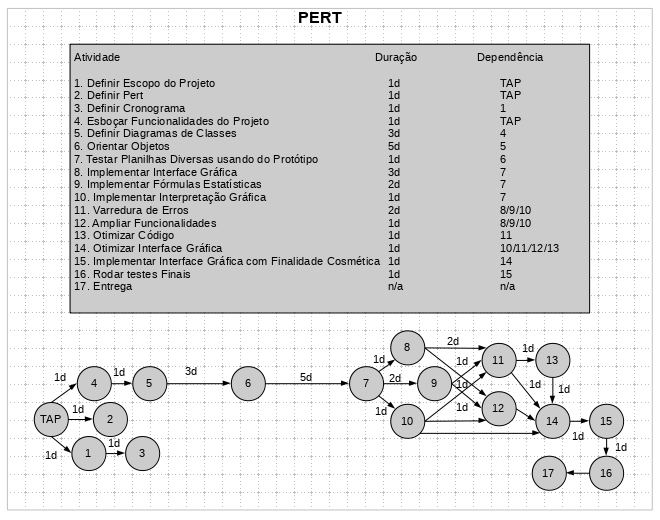 PERT
Atividade Duração Dependência
1. Definir Escopo do Projeto 1d TAP
2. Definir Pert 1d TAP
3. Definir Cronograma 1d 1
4. Esboçar Funcionalidades do Projeto 1d TAP
5. Definir Diagramas de Classes 3d 4
6. Orientar Objetos 5d 5
7. Testar Planilhas Diversas usando do Protótipo 1d 6
8. Implementar Interface Gráfica 3d 7
9. Implementar Fórmulas Estatísticas 2d 7
10. Implementar Interpretação Gráfica 1d 7
11. Varredura de Erros 2d 8/9/10
12. Ampliar Funcionalidades 1d 8/9/10
13. Otimizar Código 1d 11
14. Otimizar Interface Gráfica 1d 10/11/12/13
15. Implementar Interface Gráfica com Finalidade Cosmética 1d 14
16. Rodar testes Finais 1d 15
17. Entrega n/a n/a
8 2d 1d
1d 1d 11 13
1d 4 1d 5 3d 6 5d 7 2d 9 1d 1d 1d
TAP 1d 2 1d 10 1d 12 14 1d 15
1d 1 1d 3 1d
17 16